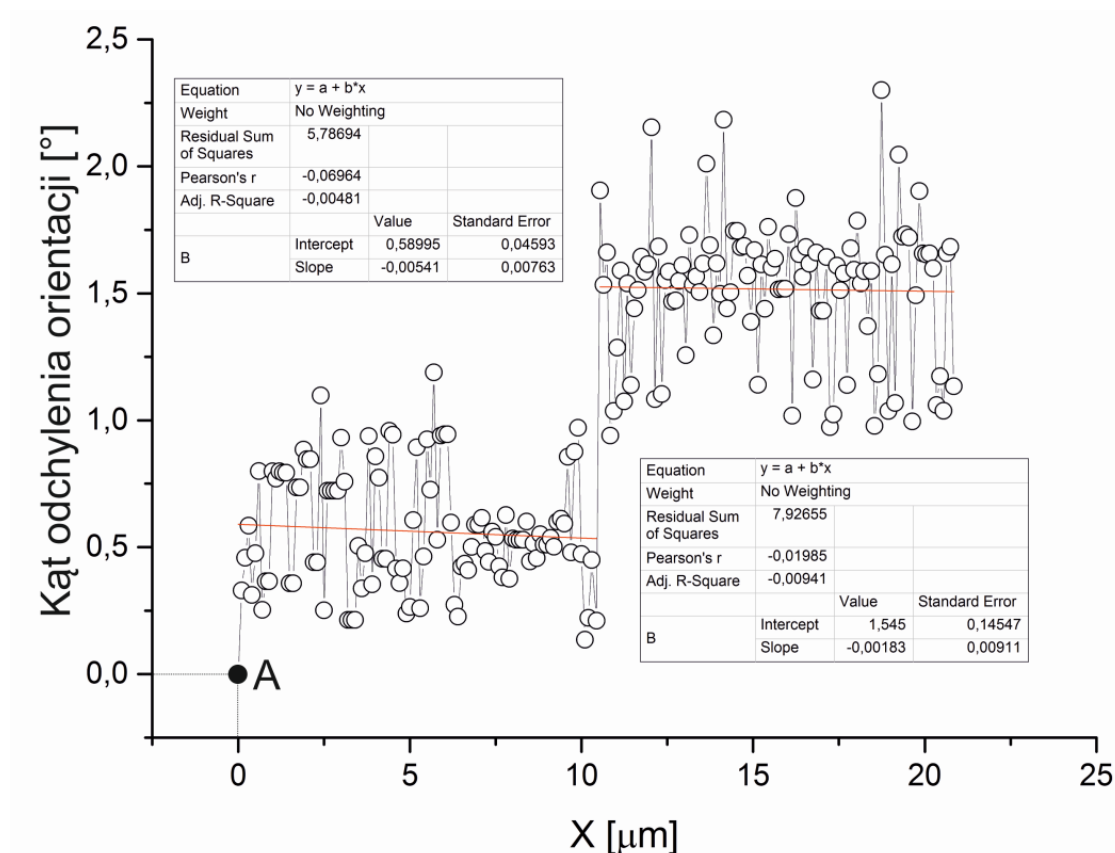 Kąt odchylenia orientacji [°]
2,5
2,0
1,5
1,0
0,5
0,0
Equation y = a + b*x
Weight No Weighting
Residual Sum of Squares 5,78694
Pearson's r -0,06964
Adj. R-Square -0,00481
Value Standard Error
B Intercept 0,58995 0,04593
Slope -0,00541 0,00763
Equation y = a + b*x
Weight No Weighting
Residual Sum of Squares 7,92655
Pearson's r -0,01985
Adj. R-Square -0,00941
Value Standard Error
B Intercept 1,545 0,14547
Slope -0,00183 0,00911
A
0 5 10 15 20 25
X [μm]